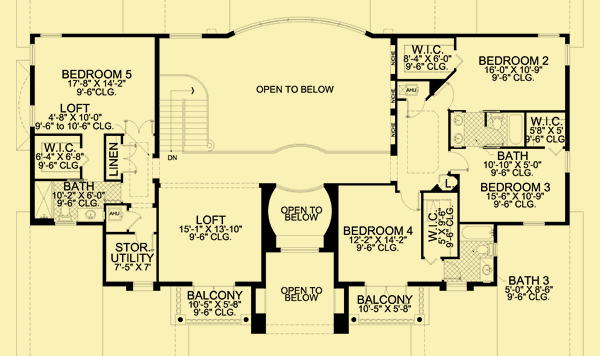 BEDROOM 5
17'-8" X 14'-2"
9'-6"CLG.
LOFT
4'-8" X 10'-0"
9'-6" to 10'-6" CLG.
W.I.C.
6'-4" X 6'-8"
9'-6" CLG.
LINEN
BATH
10'-2" X 6'-0"
9'-6" CLG.
AHU
STOR.
UTILITY
7'-5" X 7'
DN
OPEN TO BELOW
LOFT
15'-1" X 13'-10"
9'-6" CLG.
BALCONY
10'-5" X 5'-8"
9'-6" CLG.
OPEN TO
BELOW
OPEN TO
BELOW
NICHE
NICHE
NICHE
W.I.C.
8'-4" X 6'-0"
9'-6" CLG.
AHU
BEDROOM 2
16'-0" X 10'-9"
9'-6" CLG.
W.I.C.
5'8" X 5'
9'-6" CLG.
BATH
10'-10" X 5'-0"
9'-6" CLG.
L
BEDROOM 3
15'-6" X 10'-9"
9'-6" CLG.
BEDROOM 4
12'-2" X 14'-2"
9'-6" CLG.
W.I.C.
5' X 9'-6"
9'-6" CLG.
BATH 3
5'-0" X 8'-6"
9'-6" CLG.
BALCONY
10'-5" X 5'-8"